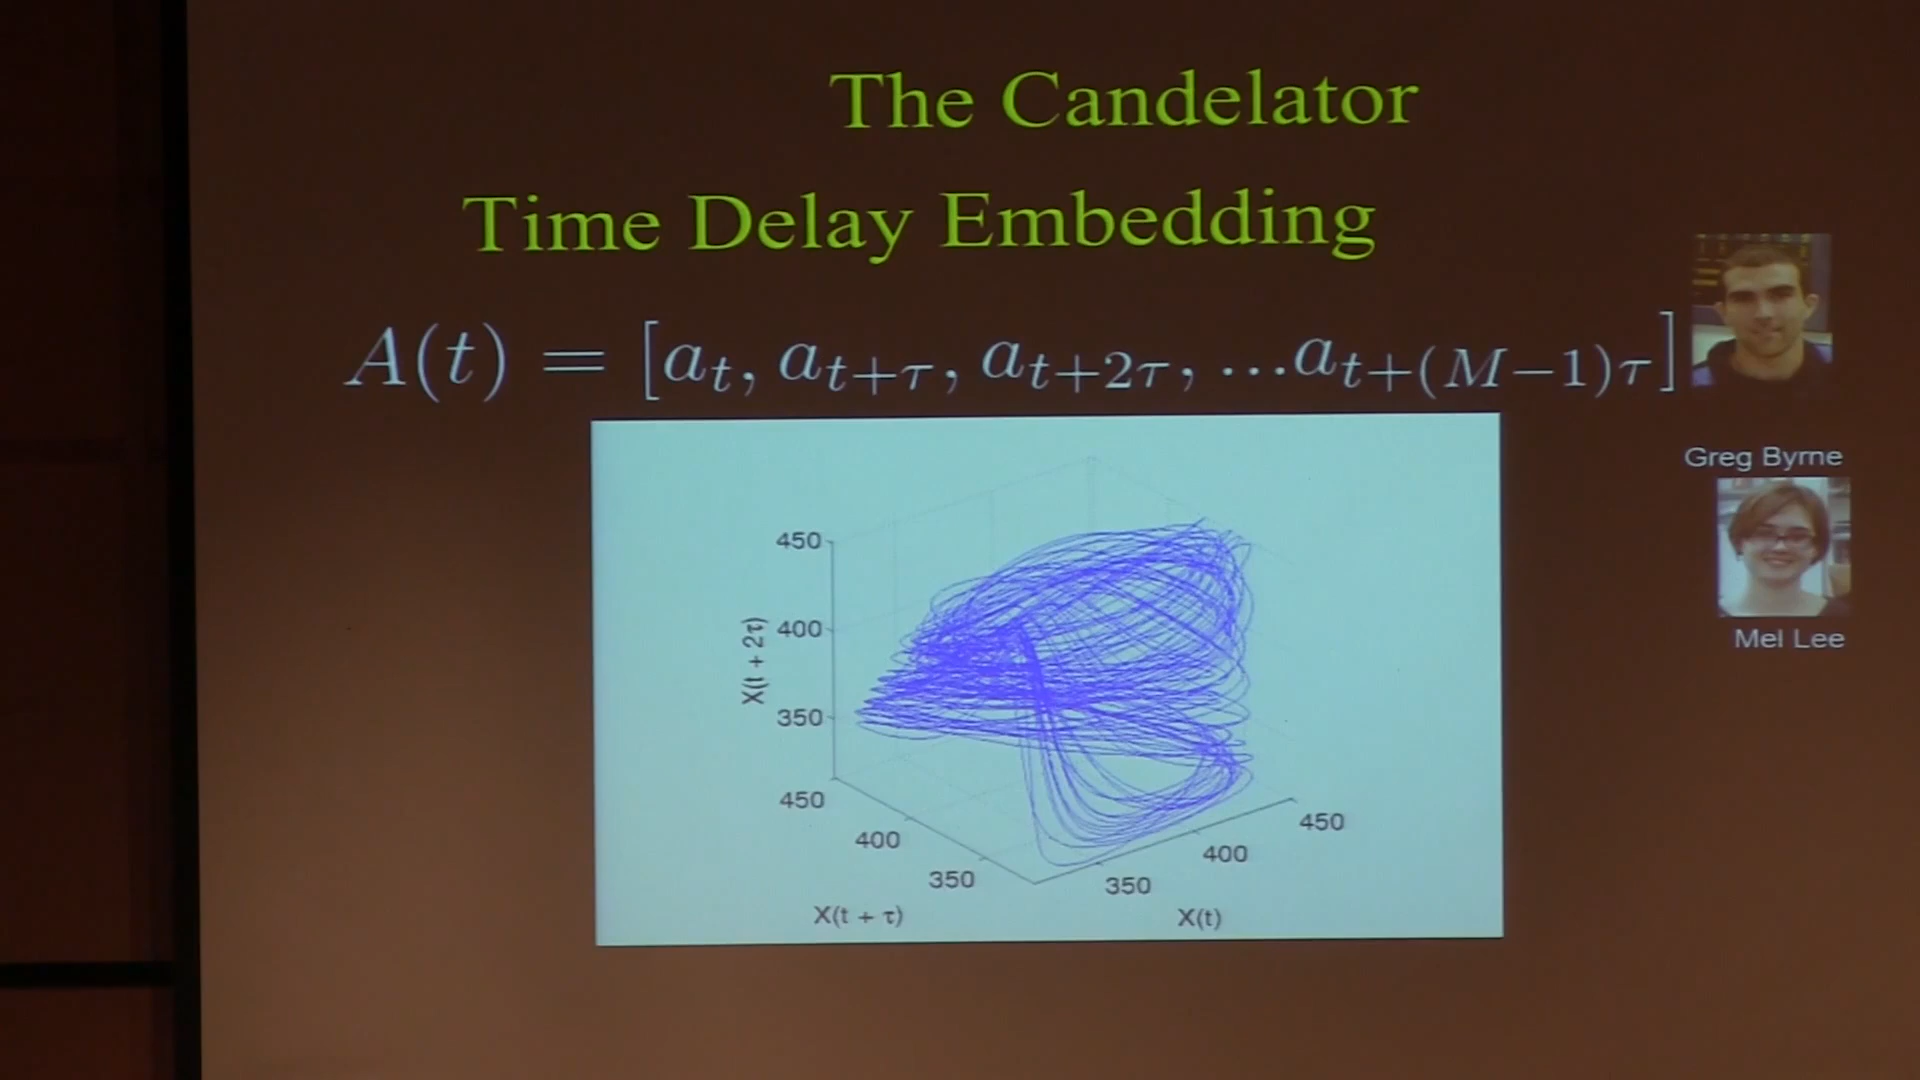 The Candelator
Time Delay Embedding
A(t) = [a_t, a_{t+τ}, a_{t+2τ}, ...a_{t+(M−1)τ}]
Greg Byrne
Mel Lee
450
400
350
X(t + 2τ)
450
400
350
X(t + τ)
350
400
450
X(t)